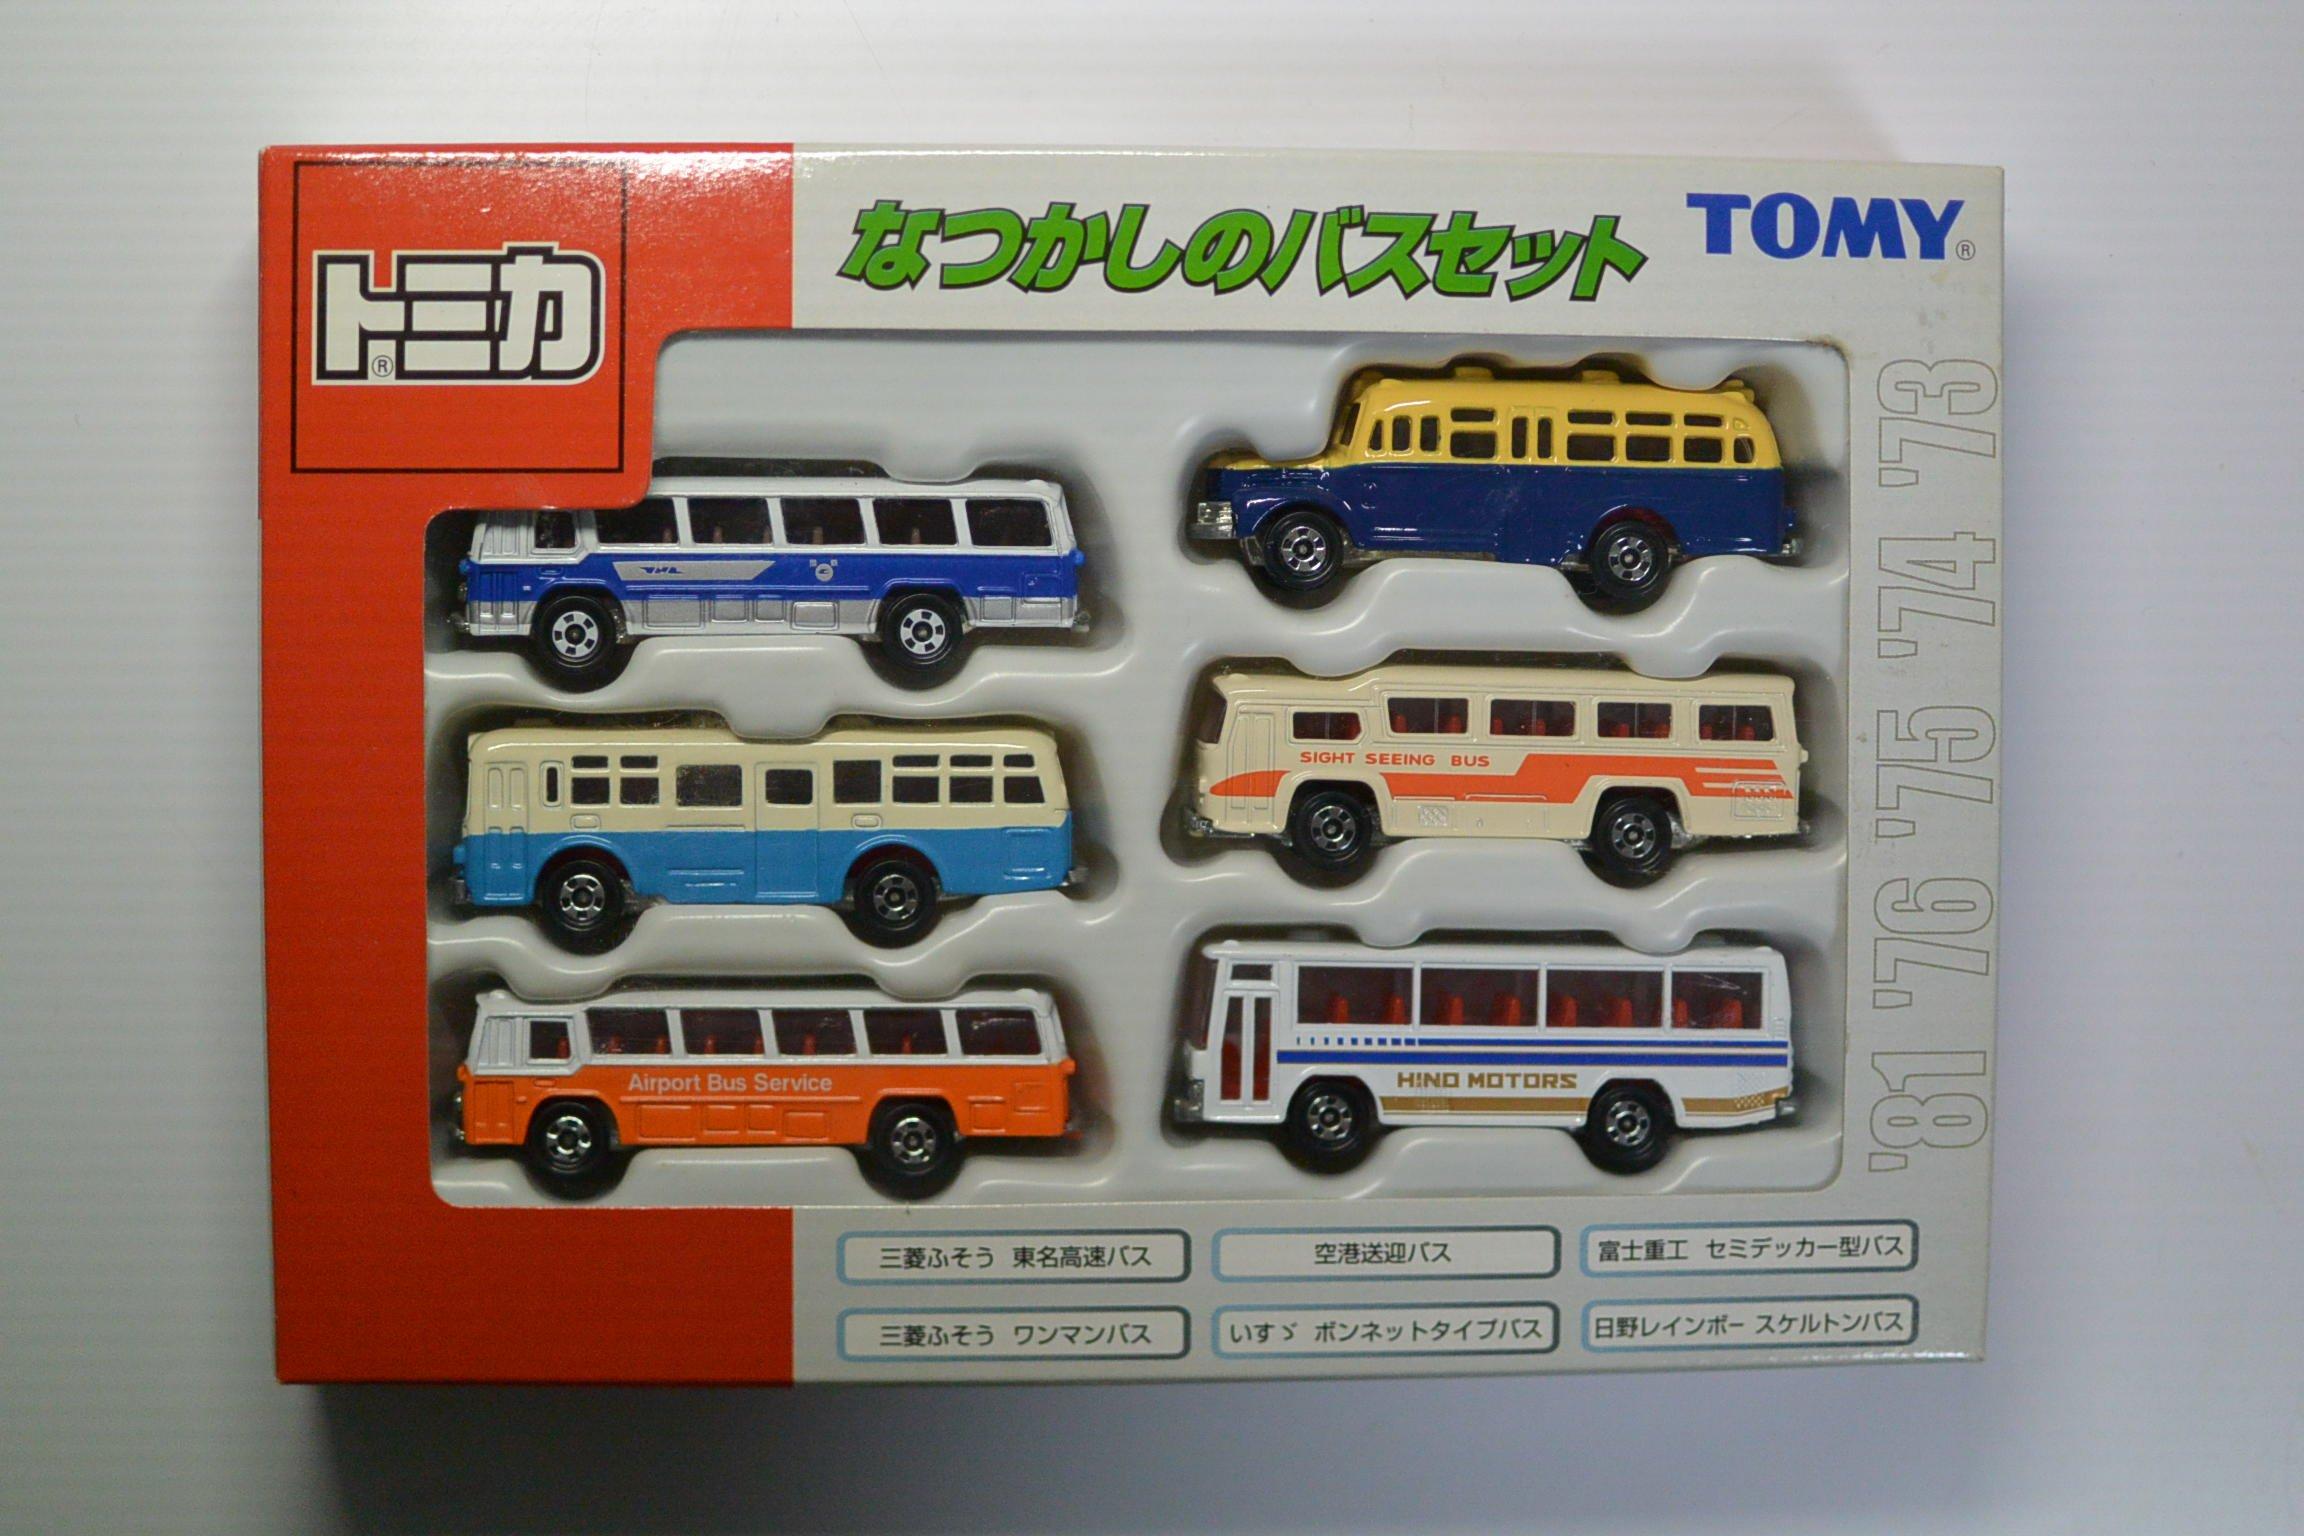 トミカ®
なつかしのバスセット
TOMY®
'81 '76 '75 '74 '73
SIGHT SEEING BUS
Airport Bus Service
HINO MOTORS
三菱ふそう 東名高速バス
空港送迎バス
富士重工 セミデッカー型バス
三菱ふそう ワンマンバス
いすゞ ボンネットタイプバス
日野レインボー スケルトンバス